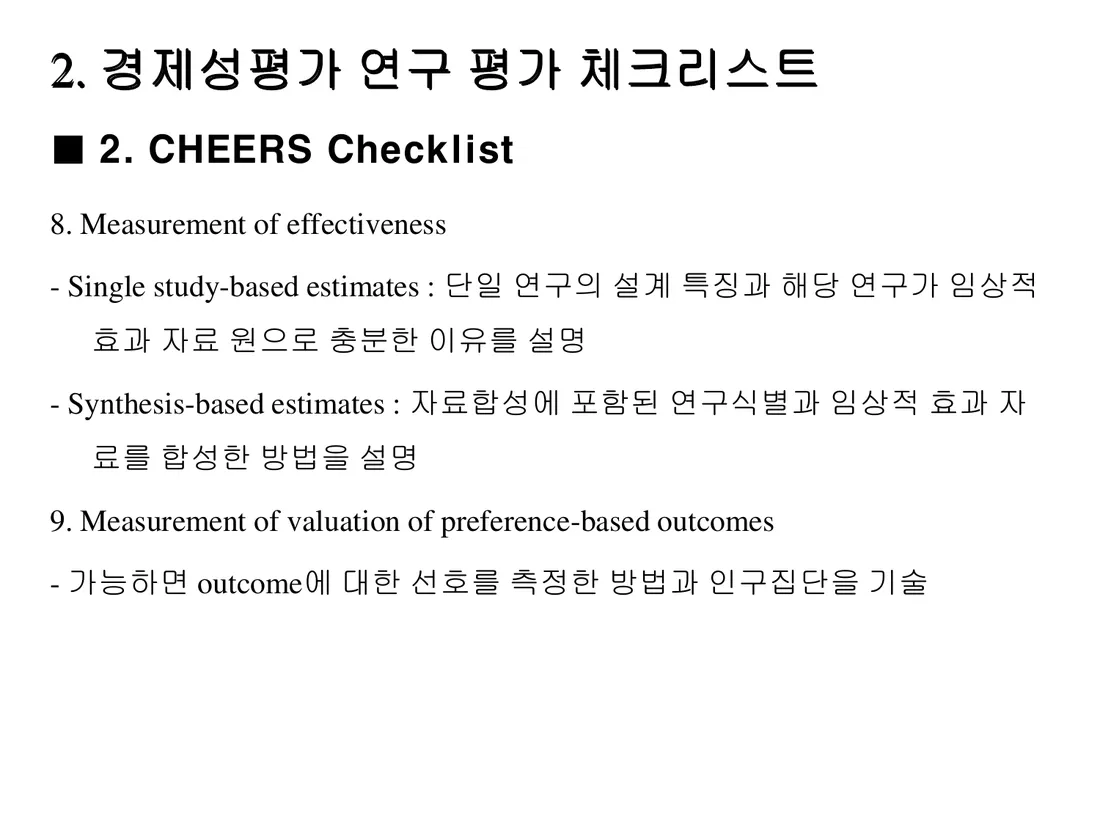 2. 경제성평가 연구 평가 체크리스트
■ 2. CHEERS Checklist
8. Measurement of effectiveness
- Single study-based estimates : 단일 연구의 설계 특징과 해당 연구가 임상적
효과 자료 원으로 충분한 이유를 설명
- Synthesis-based estimates : 자료합성에 포함된 연구식별과 임상적 효과 자
료를 합성한 방법을 설명
9. Measurement of valuation of preference-based outcomes
- 가능하면 outcome에 대한 선호를 측정한 방법과 인구집단을 기술